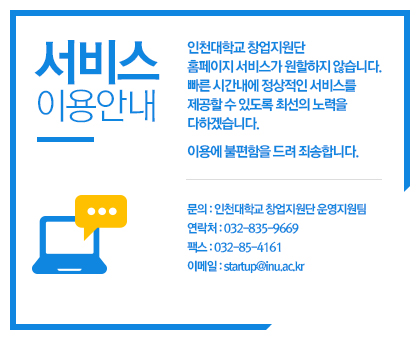 서비스
이용안내
인천대학교 창업지원단
홈페이지 서비스가 원할하지 않습니다.
빠른 시간내에 정상적인 서비스를
제공할 수 있도록 최선의 노력을
다하겠습니다.
이용에 불편함을 드려 죄송합니다.
문의 : 인천대학교 창업지원단 운영지원팀
연락처 : 032-835-9669
팩스 : 032-85-4161
이메일 : startup@inu.ac.kr